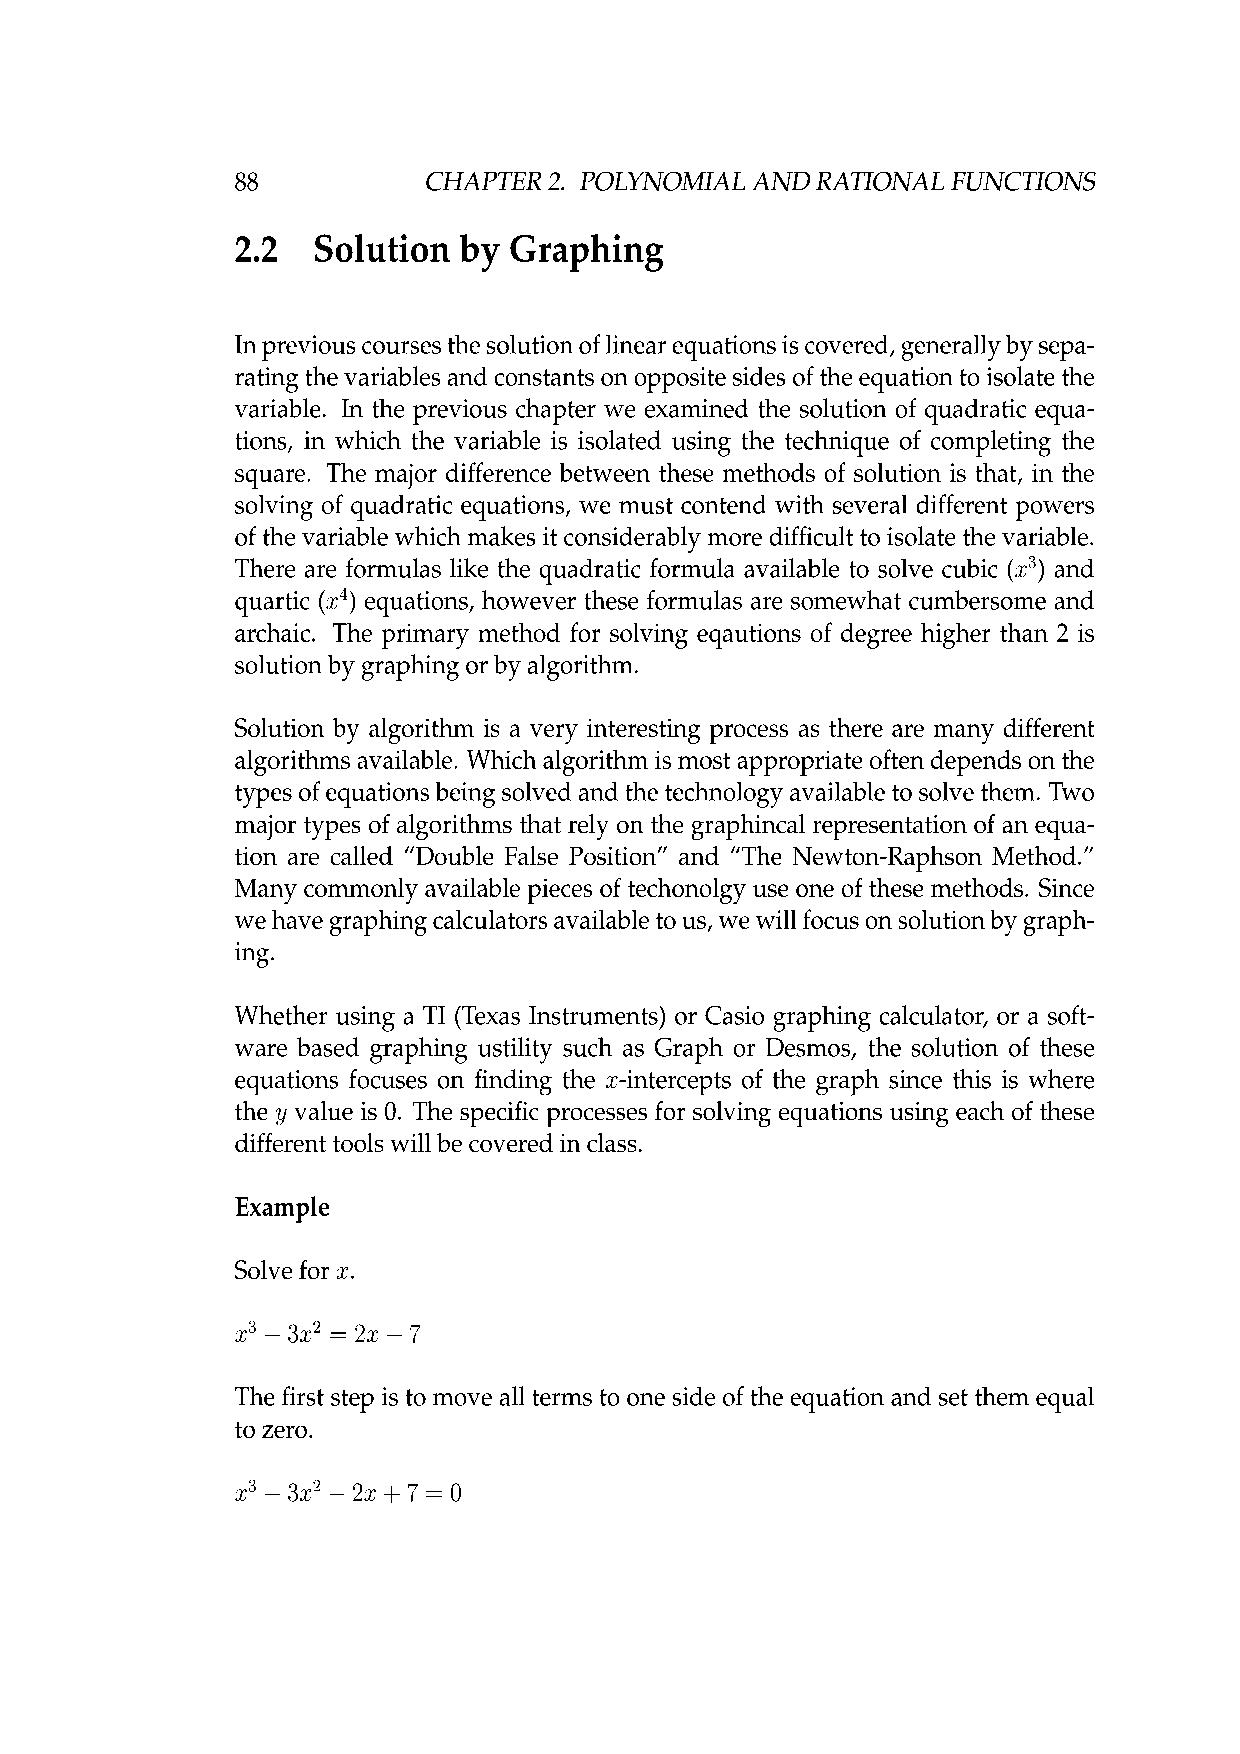 88 CHAPTER 2. POLYNOMIAL AND RATIONAL FUNCTIONS
2.2 Solution by Graphing
In previous courses the solution of linear equations is covered, generally by sepa-
rating the variables and constants on opposite sides of the equation to isolate the
variable. In the previous chapter we examined the solution of quadratic equa-
tions, in which the variable is isolated using the technique of completing the
square. The major difference between these methods of solution is that, in the
solving of quadratic equations, we must contend with several different powers
of the variable which makes it considerably more difficult to isolate the variable.
There are formulas like the quadratic formula available to solve cubic (x³) and
quartic (x⁴) equations, however these formulas are somewhat cumbersome and
archaic. The primary method for solving eqautions of degree higher than 2 is
solution by graphing or by algorithm.
Solution by algorithm is a very interesting process as there are many different
algorithms available. Which algorithm is most appropriate often depends on the
types of equations being solved and the technology available to solve them. Two
major types of algorithms that rely on the graphincal representation of an equa-
tion are called “Double False Position” and “The Newton-Raphson Method.”
Many commonly available pieces of techonolgy use one of these methods. Since
we have graphing calculators available to us, we will focus on solution by graph-
ing.
Whether using a TI (Texas Instruments) or Casio graphing calculator, or a soft-
ware based graphing ustility such as Graph or Desmos, the solution of these
equations focuses on finding the x-intercepts of the graph since this is where
the y value is 0. The specific processes for solving equations using each of these
different tools will be covered in class.
Example
Solve for x.
x³ − 3x² = 2x − 7
The first step is to move all terms to one side of the equation and set them equal
to zero.
x³ − 3x² − 2x + 7 = 0